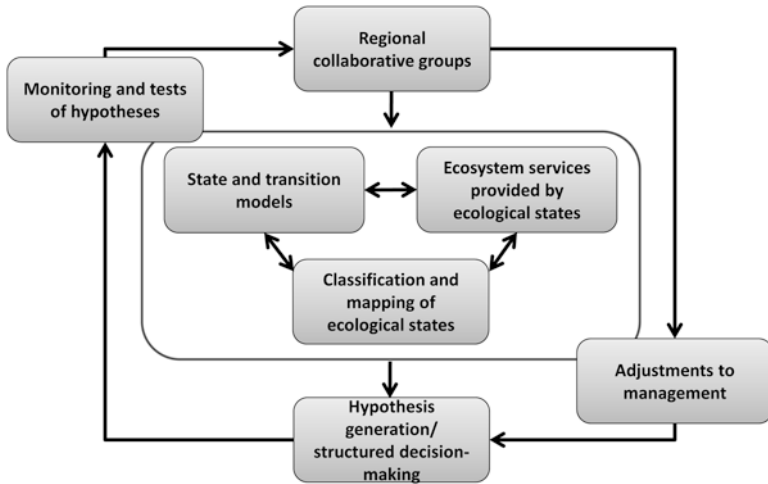 Regional
collaborative groups
Monitoring and tests
of hypotheses
State and transition
models
Ecosystem services
provided by
ecological states
Classification and
mapping of
ecological states
Adjustments to
management
Hypothesis
generation/
structured decision-
making